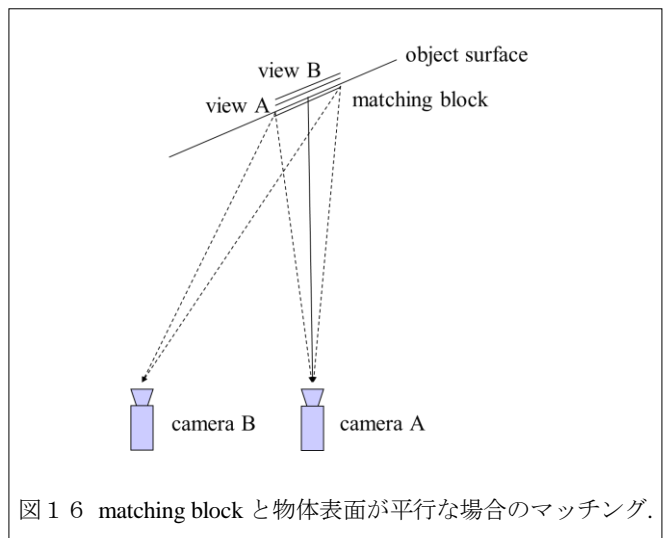 object surface
view B
view A
matching block
camera B
camera A
図１６ matching block と物体表面が平行な場合のマッチング.